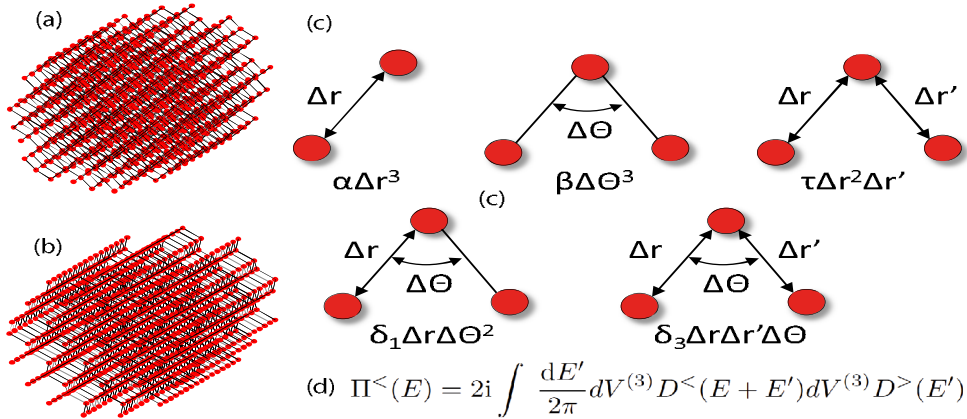 (a)
(c)
Δr
αΔr³
ΔΘ
βΔΘ³
Δr
Δr’
τΔr²Δr’
(c)
(b)
Δr
ΔΘ
δ₁ΔrΔΘ²
Δr
Δr’
ΔΘ
δ₃ΔrΔr’ΔΘ
(d) Π^<(E) = 2i ∫ dE′/2π dV^(3) D^<(E + E′) dV^(3) D^>(E′)